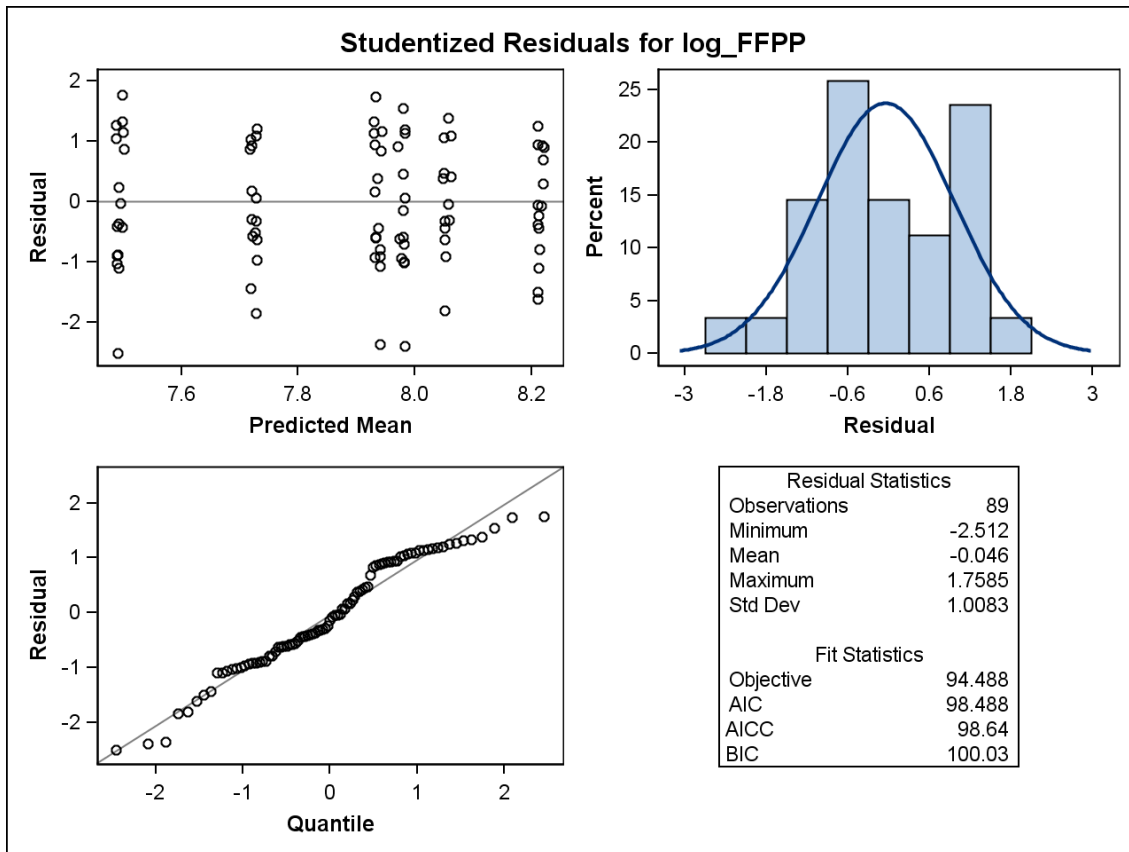 Studentized Residuals for log_FFPP
2
1
0
-1
-2
Residual
7.6 7.8 8.0 8.2
Predicted Mean
25
20
15
10
5
0
Percent
-3 -1.8 -0.6 0.6 1.8 3
Residual
2
1
0
-1
-2
Residual
-2 -1 0 1 2
Quantile
Residual Statistics
Observations 89
Minimum -2.512
Mean -0.046
Maximum 1.7585
Std Dev 1.0083
Fit Statistics
Objective 94.488
AIC 98.488
AICC 98.64
BIC 100.03